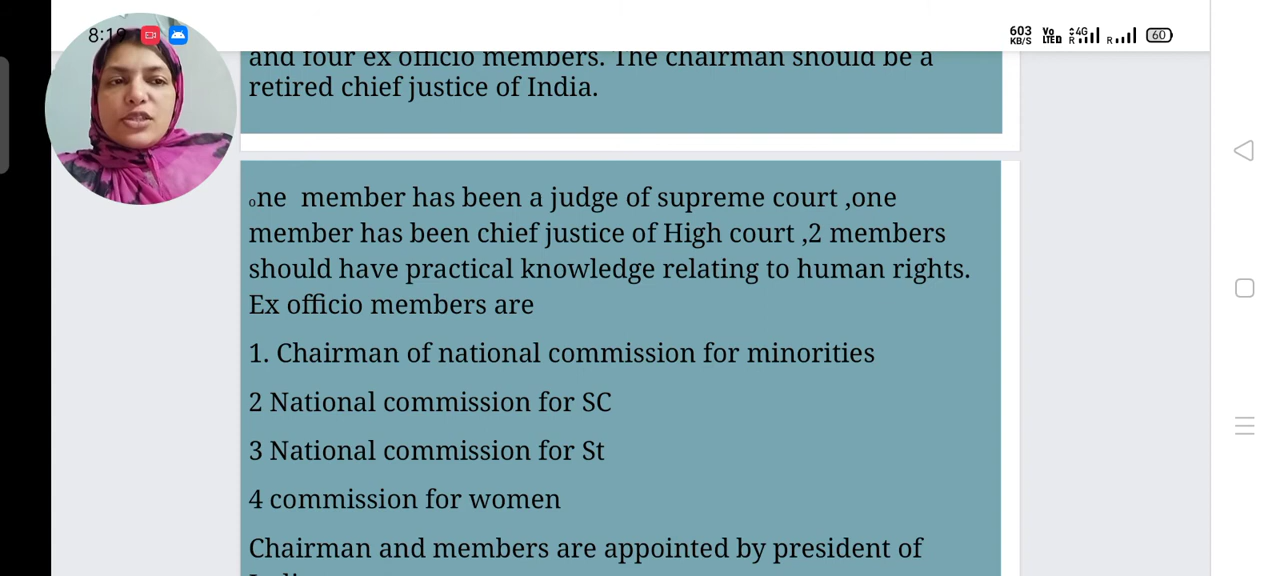 8:19
603
KB/S
Vo
LTE
4G
R
R
60
and four ex officio members. The chairman should be a
retired chief justice of India.
one member has been a judge of supreme court ,one
member has been chief justice of High court ,2 members
should have practical knowledge relating to human rights.
Ex officio members are
1. Chairman of national commission for minorities
2 National commission for SC
3 National commission for St
4 commission for women
Chairman and members are appointed by president of